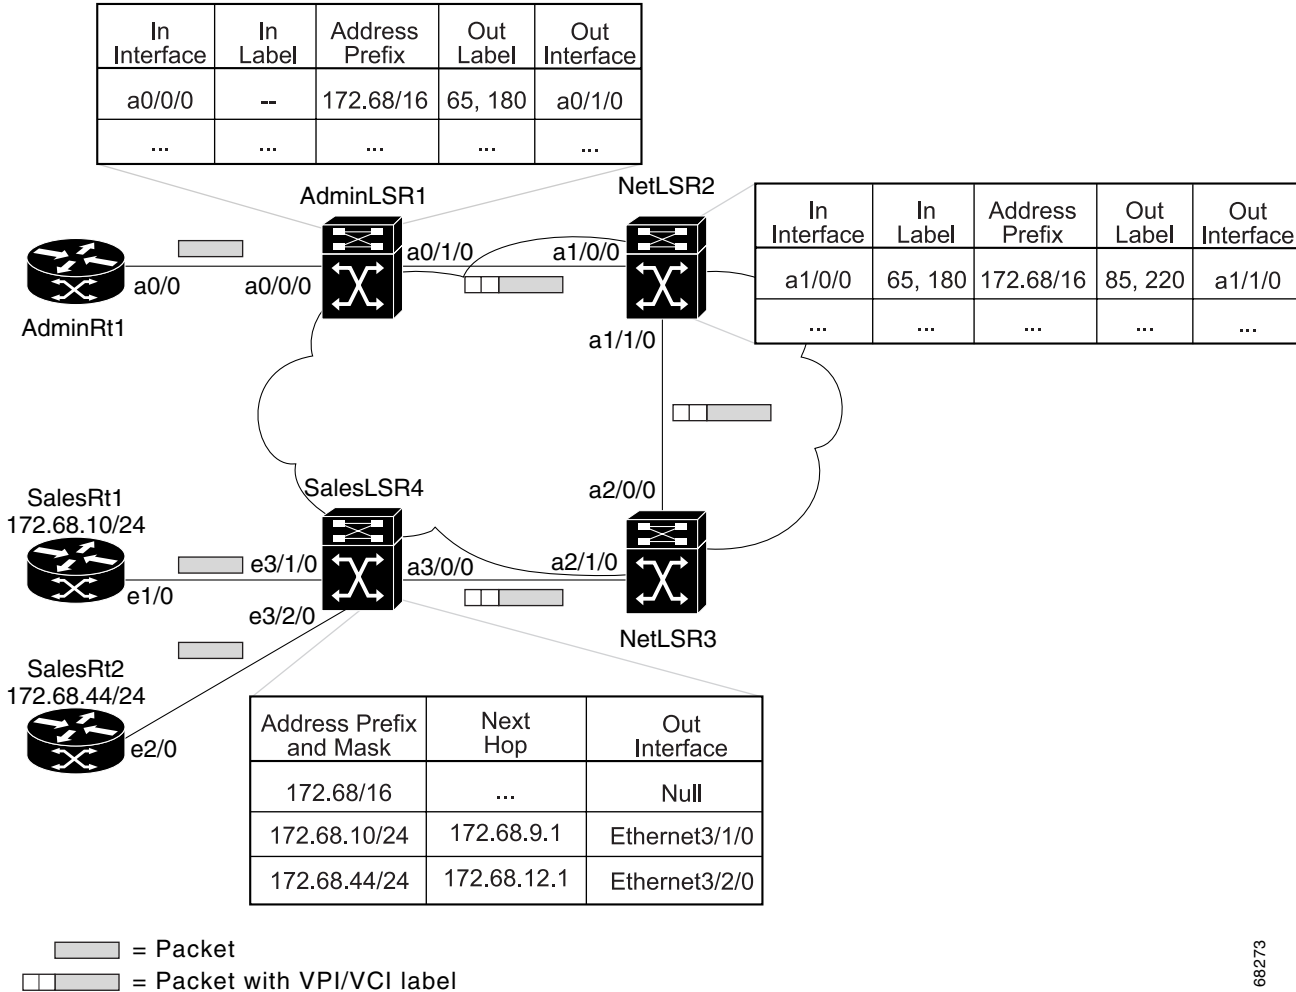 In Interface
In Label
Address Prefix
Out Label
Out Interface
a0/0/0
--
172.68/16
65, 180
a0/1/0
...
...
...
...
...
AdminLSR1
NetLSR2
In Interface
In Label
Address Prefix
Out Label
Out Interface
a1/0/0
65, 180
172.68/16
85, 220
a1/1/0
...
...
...
...
...
a0/1/0
a1/0/0
a0/0
a0/0/0
AdminRt1
a1/1/0
SalesLSR4
a2/0/0
SalesRt1
172.68.10/24
e3/1/0
a3/0/0
a2/1/0
e1/0
e3/2/0
NetLSR3
SalesRt2
172.68.44/24
e2/0
Address Prefix and Mask
Next Hop
Out Interface
172.68/16
...
Null
172.68.10/24
172.68.9.1
Ethernet3/1/0
172.68.44/24
172.68.12.1
Ethernet3/2/0
= Packet
= Packet with VPI/VCI label
68273